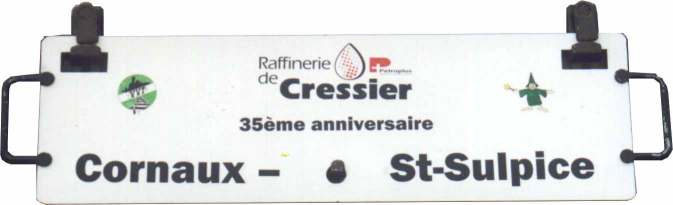 Raffinerie
de Cressier
Petroplus
35ème anniversaire
Cornaux – St-Sulpice